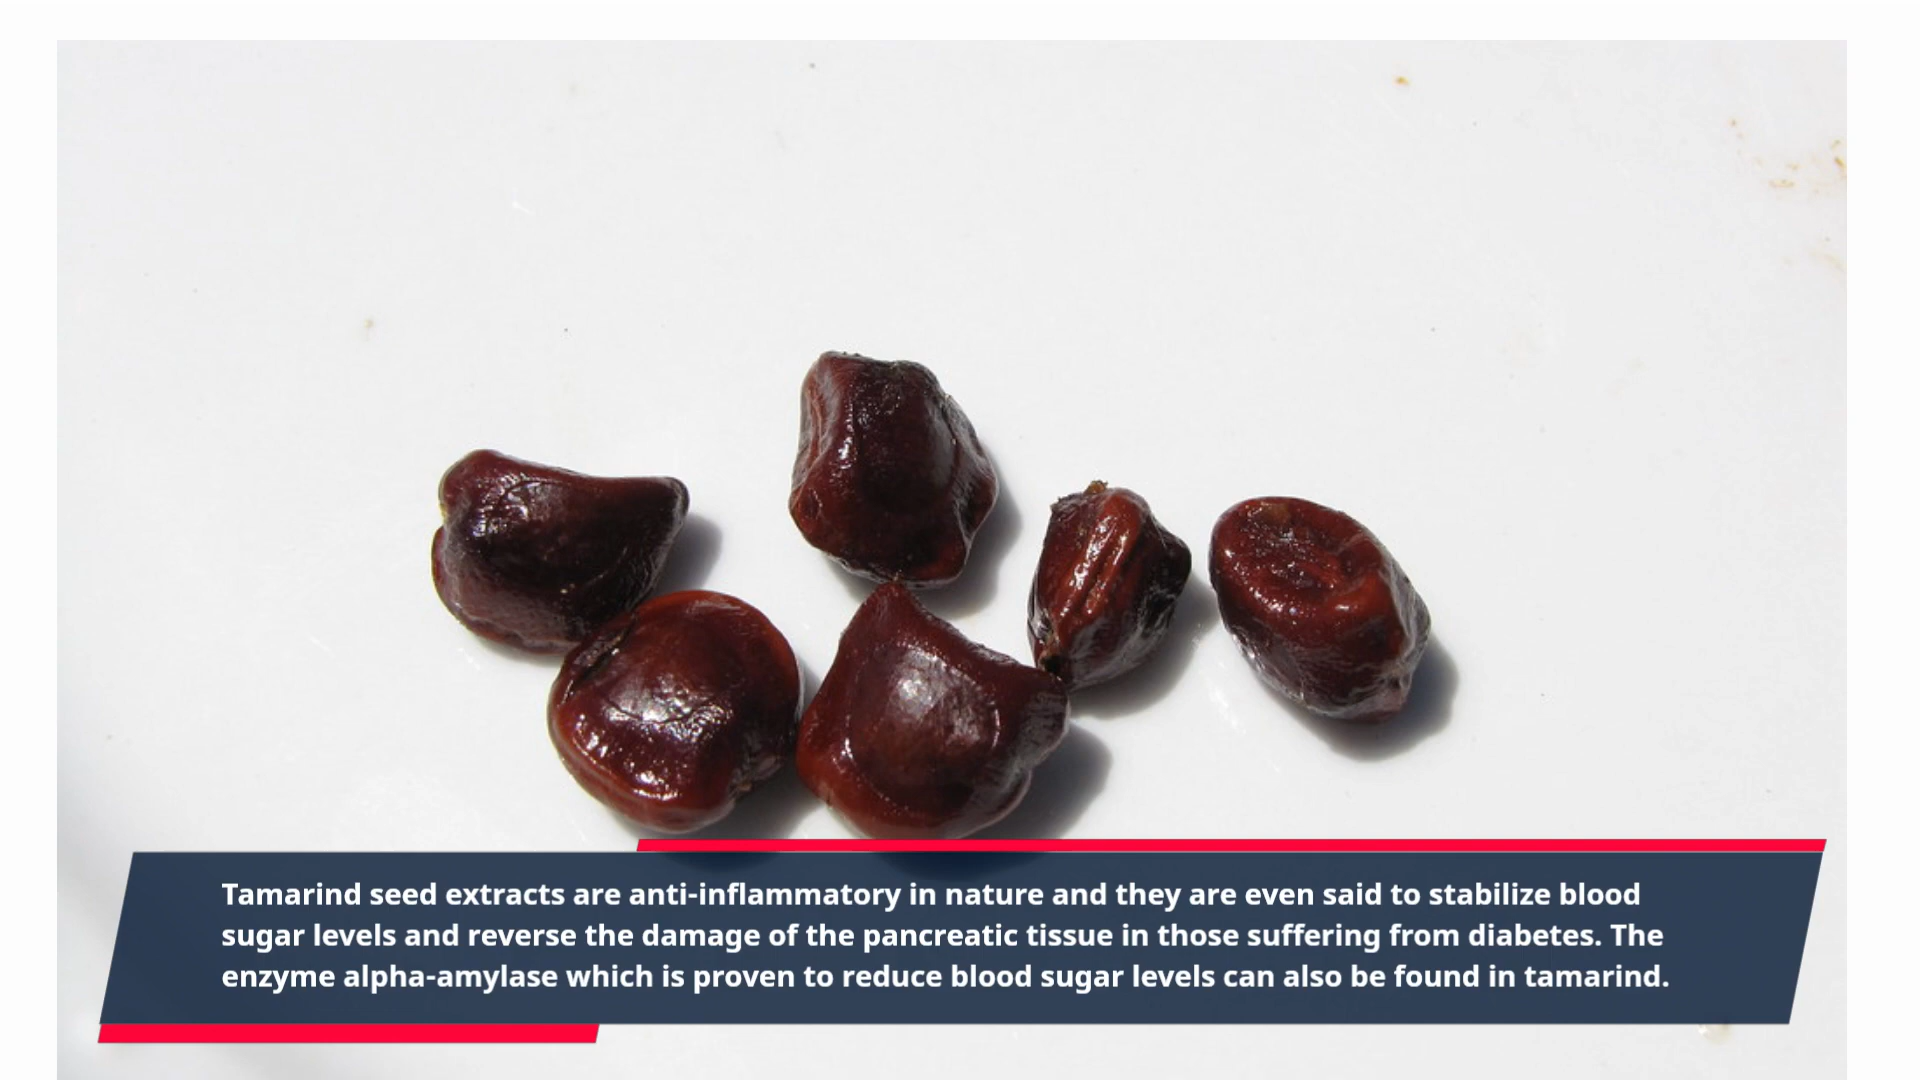 Tamarind seed extracts are anti-inflammatory in nature and they are even said to stabilize blood
sugar levels and reverse the damage of the pancreatic tissue in those suffering from diabetes. The
enzyme alpha-amylase which is proven to reduce blood sugar levels can also be found in tamarind.